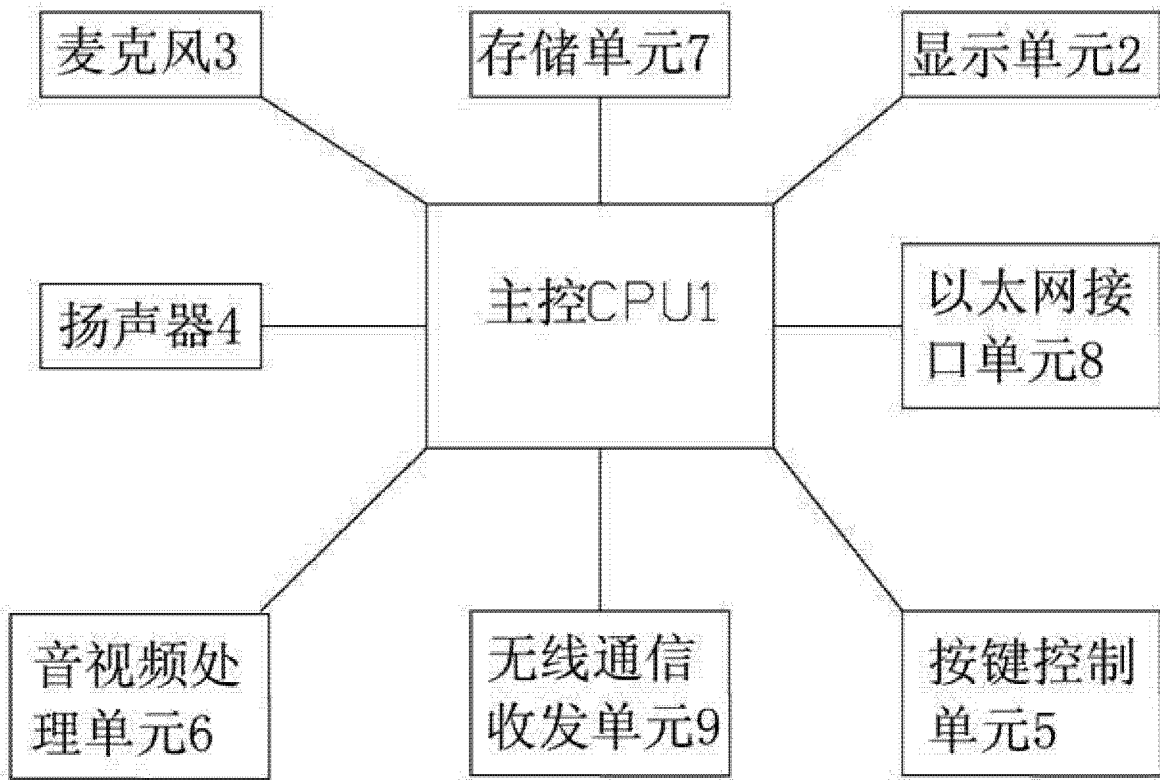 麦克风3
存储单元7
显示单元2
扬声器4
主控CPU1
以太网接
口单元8
音视频处
理单元6
无线通信
收发单元9
按键控制
单元5